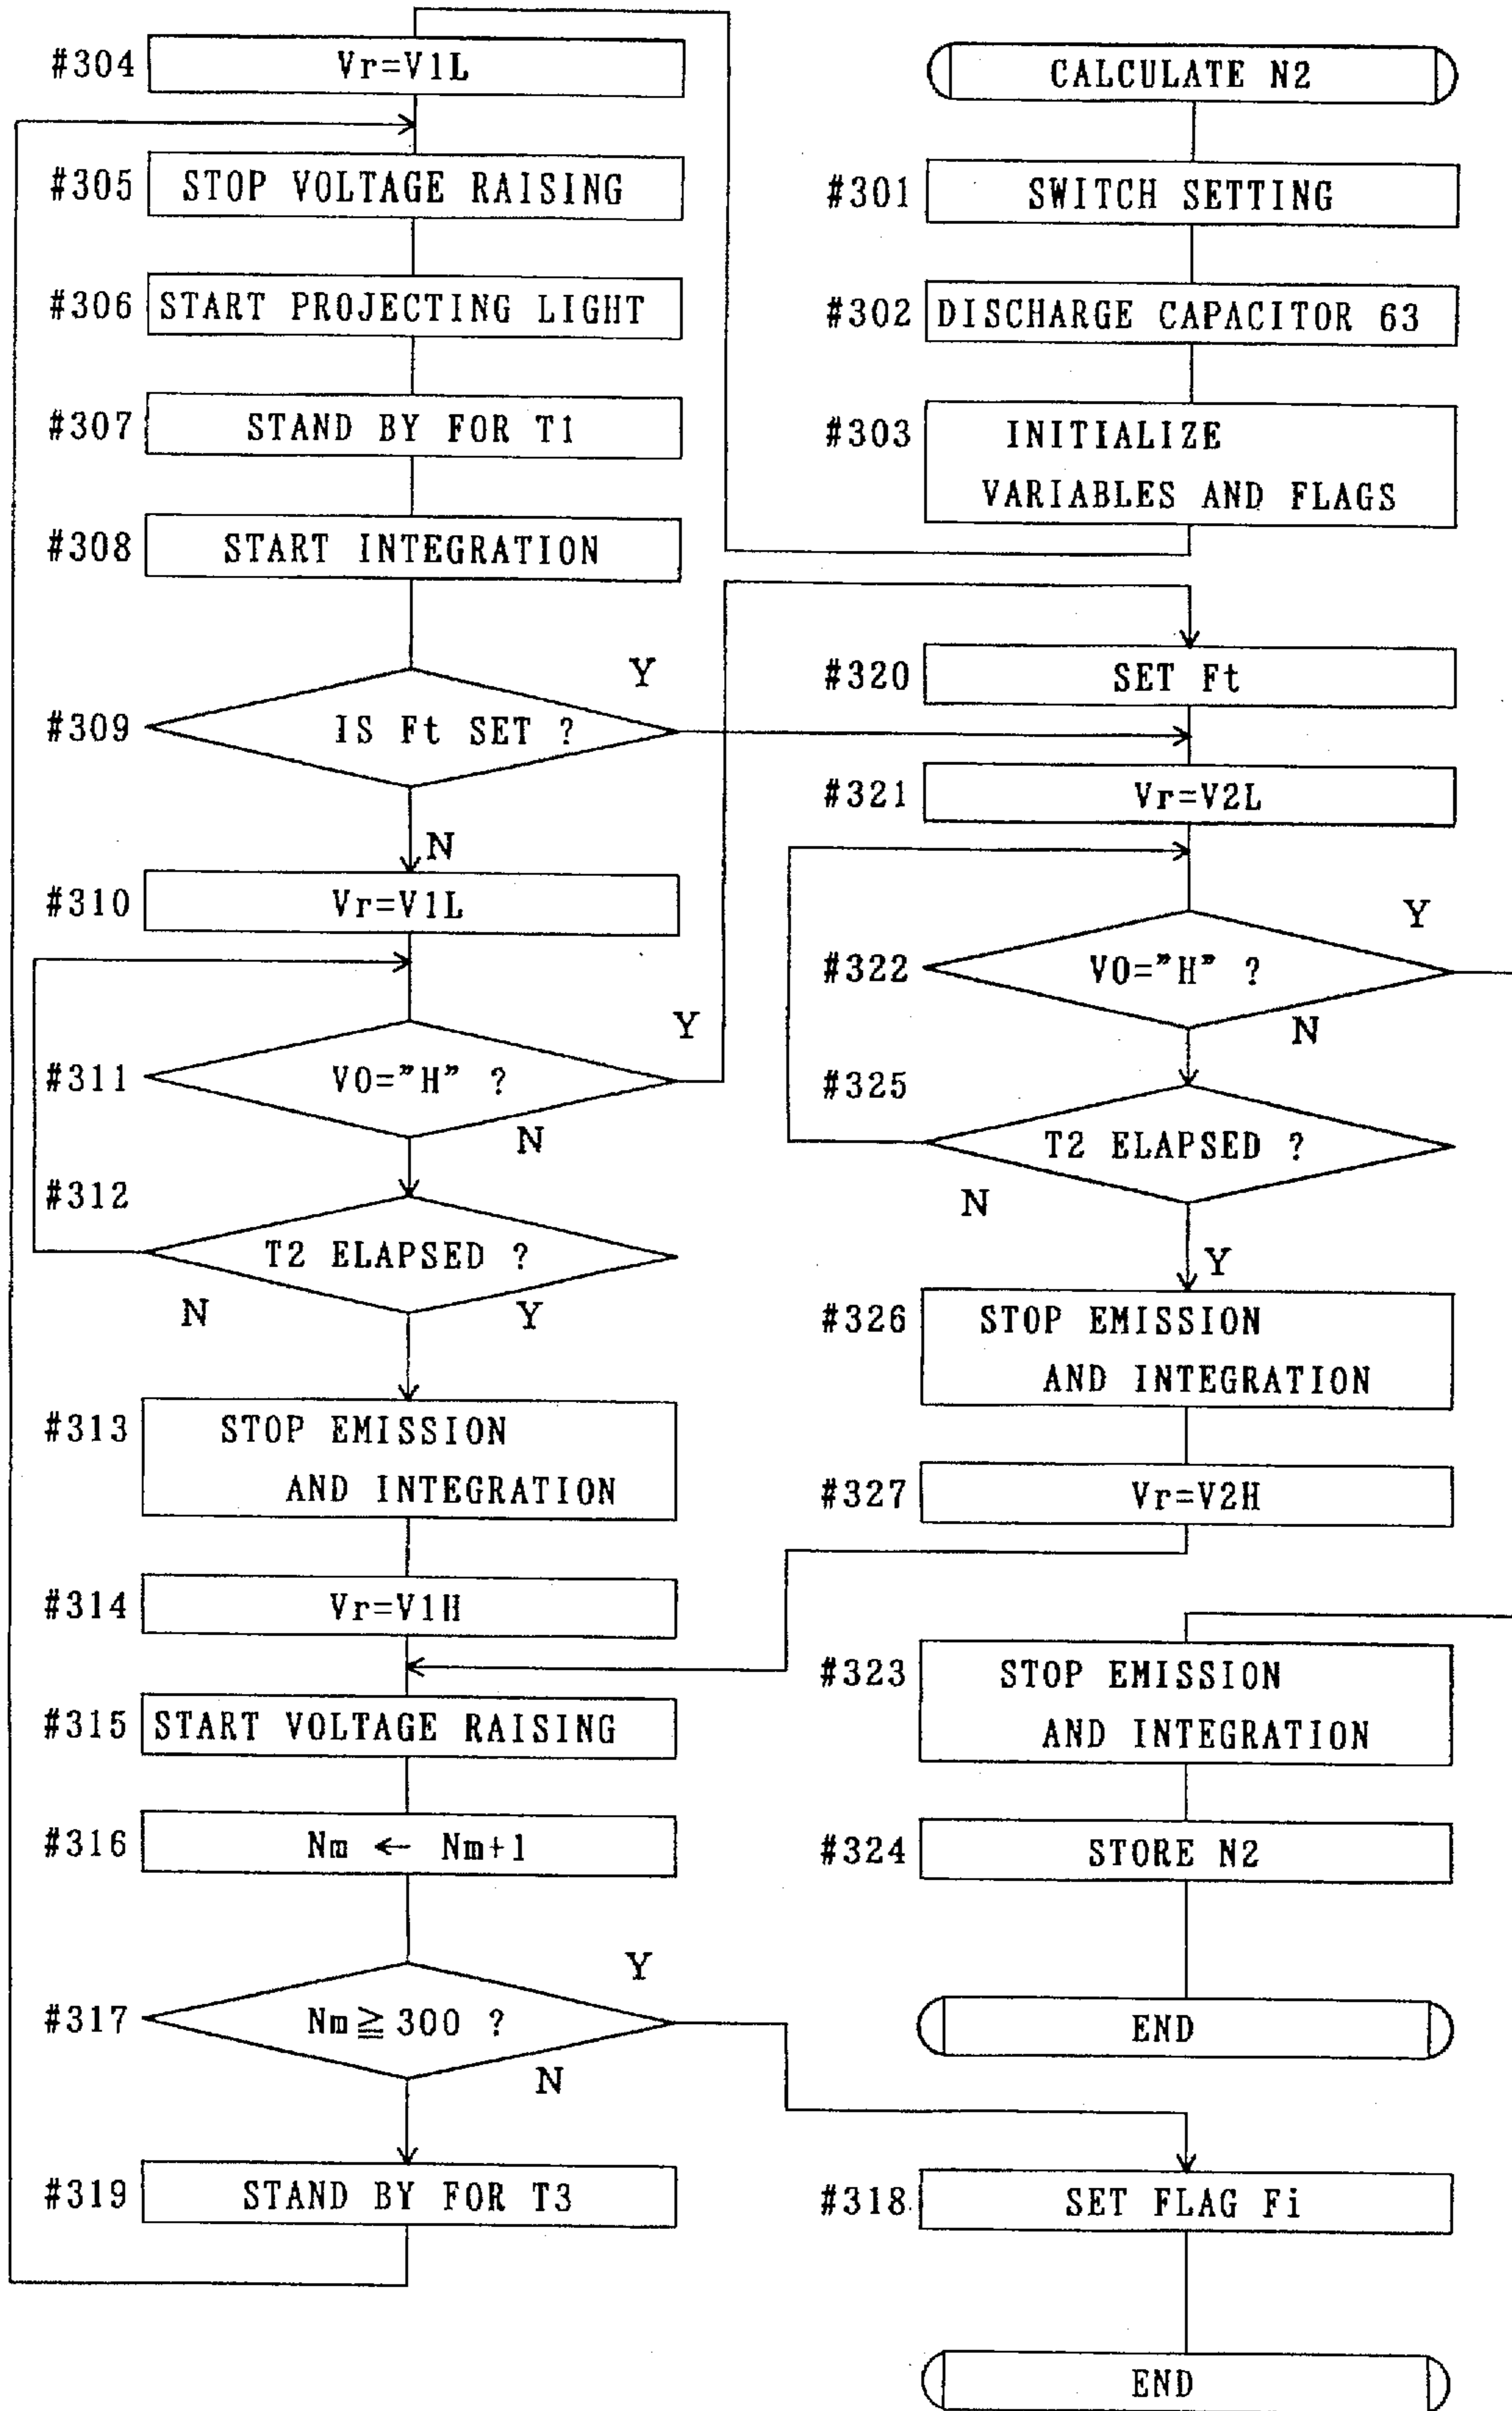 CALCULATE N2
#301
SWITCH SETTING
#302
DISCHARGE CAPACITOR 63
#303
INITIALIZE
VARIABLES AND FLAGS
#304
Vr=V1L
#305
STOP VOLTAGE RAISING
#306
START PROJECTING LIGHT
#307
STAND BY FOR T1
#308
START INTEGRATION
#309
IS Ft SET ?
Y
N
#310
Vr=V1L
#311
V0="H" ?
Y
N
#312
T2 ELAPSED ?
N
Y
#313
STOP EMISSION
AND INTEGRATION
#314
Vr=V1H
#315
START VOLTAGE RAISING
#316
Nm ← Nm+1
#317
Nm≧300 ?
Y
N
#319
STAND BY FOR T3
#320
SET Ft
#321
Vr=V2L
#322
V0="H" ?
Y
N
#325
T2 ELAPSED ?
N
Y
#326
STOP EMISSION
AND INTEGRATION
#327
Vr=V2H
#323
STOP EMISSION
AND INTEGRATION
#324
STORE N2
END
#318
SET FLAG Fi
END